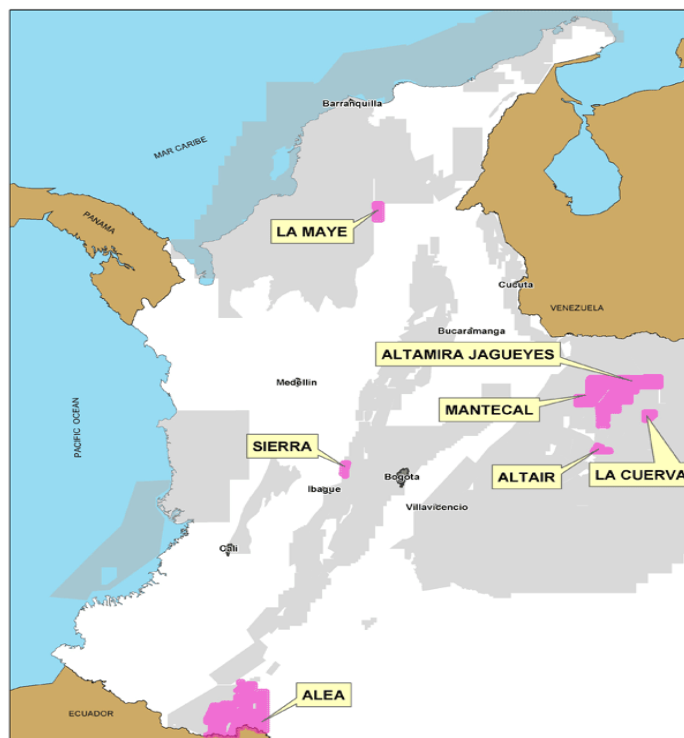 Barranquilla
MAR CARIBE
PANAMA
LA MAYE
Cucuta
VENEZUELA
Bucaramanga
ALTAMIRA JAGUEYES
Medellin
MANTECAL
PACIFIC OCEAN
SIERRA
ALTAIR
LA CUERVA
Ibague
Bogota
Villavicencio
Cali
ALEA
ECUADOR